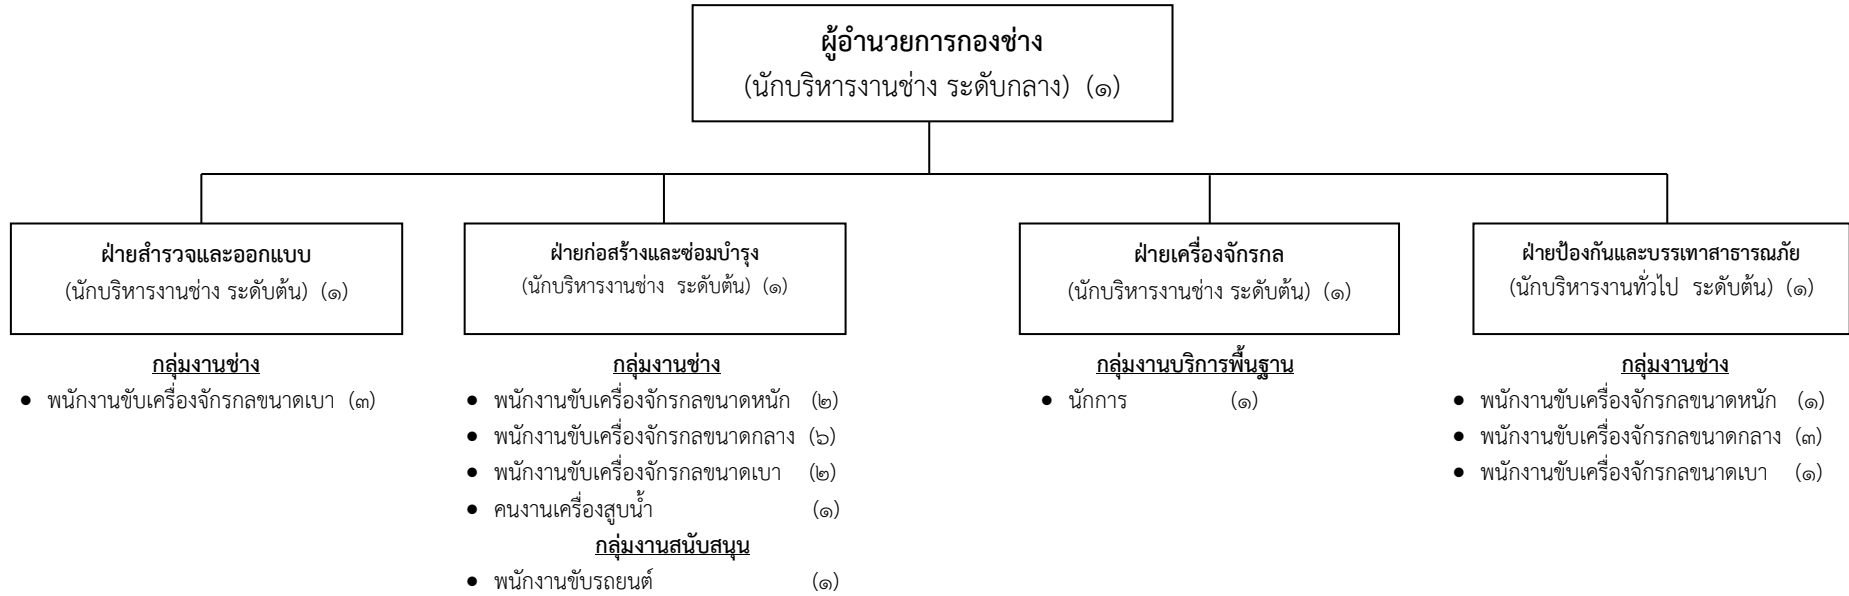 ผู้อำนวยการกองช่าง
(นักบริหารงานช่าง ระดับกลาง) (๑)
ฝ่ายสำรวจและออกแบบ
(นักบริหารงานช่าง ระดับต้น) (๑)
กลุ่มงานช่าง
● พนักงานขับเครื่องจักรกลขนาดเบา (๓)
ฝ่ายก่อสร้างและซ่อมบำรุง
(นักบริหารงานช่าง ระดับต้น) (๑)
กลุ่มงานช่าง
● พนักงานขับเครื่องจักรกลขนาดหนัก (๒)
● พนักงานขับเครื่องจักรกลขนาดกลาง (๖)
● พนักงานขับเครื่องจักรกลขนาดเบา (๒)
● คนงานเครื่องสูบน้ำ (๑)
กลุ่มงานสนับสนุน
● พนักงานขับรถยนต์ (๑)
ฝ่ายเครื่องจักรกล
(นักบริหารงานช่าง ระดับต้น) (๑)
กลุ่มงานบริการพื้นฐาน
● นักการ (๑)
ฝ่ายป้องกันและบรรเทาสาธารณภัย
(นักบริหารงานทั่วไป ระดับต้น) (๑)
กลุ่มงานช่าง
● พนักงานขับเครื่องจักรกลขนาดหนัก (๑)
● พนักงานขับเครื่องจักรกลขนาดกลาง (๓)
● พนักงานขับเครื่องจักรกลขนาดเบา (๑)